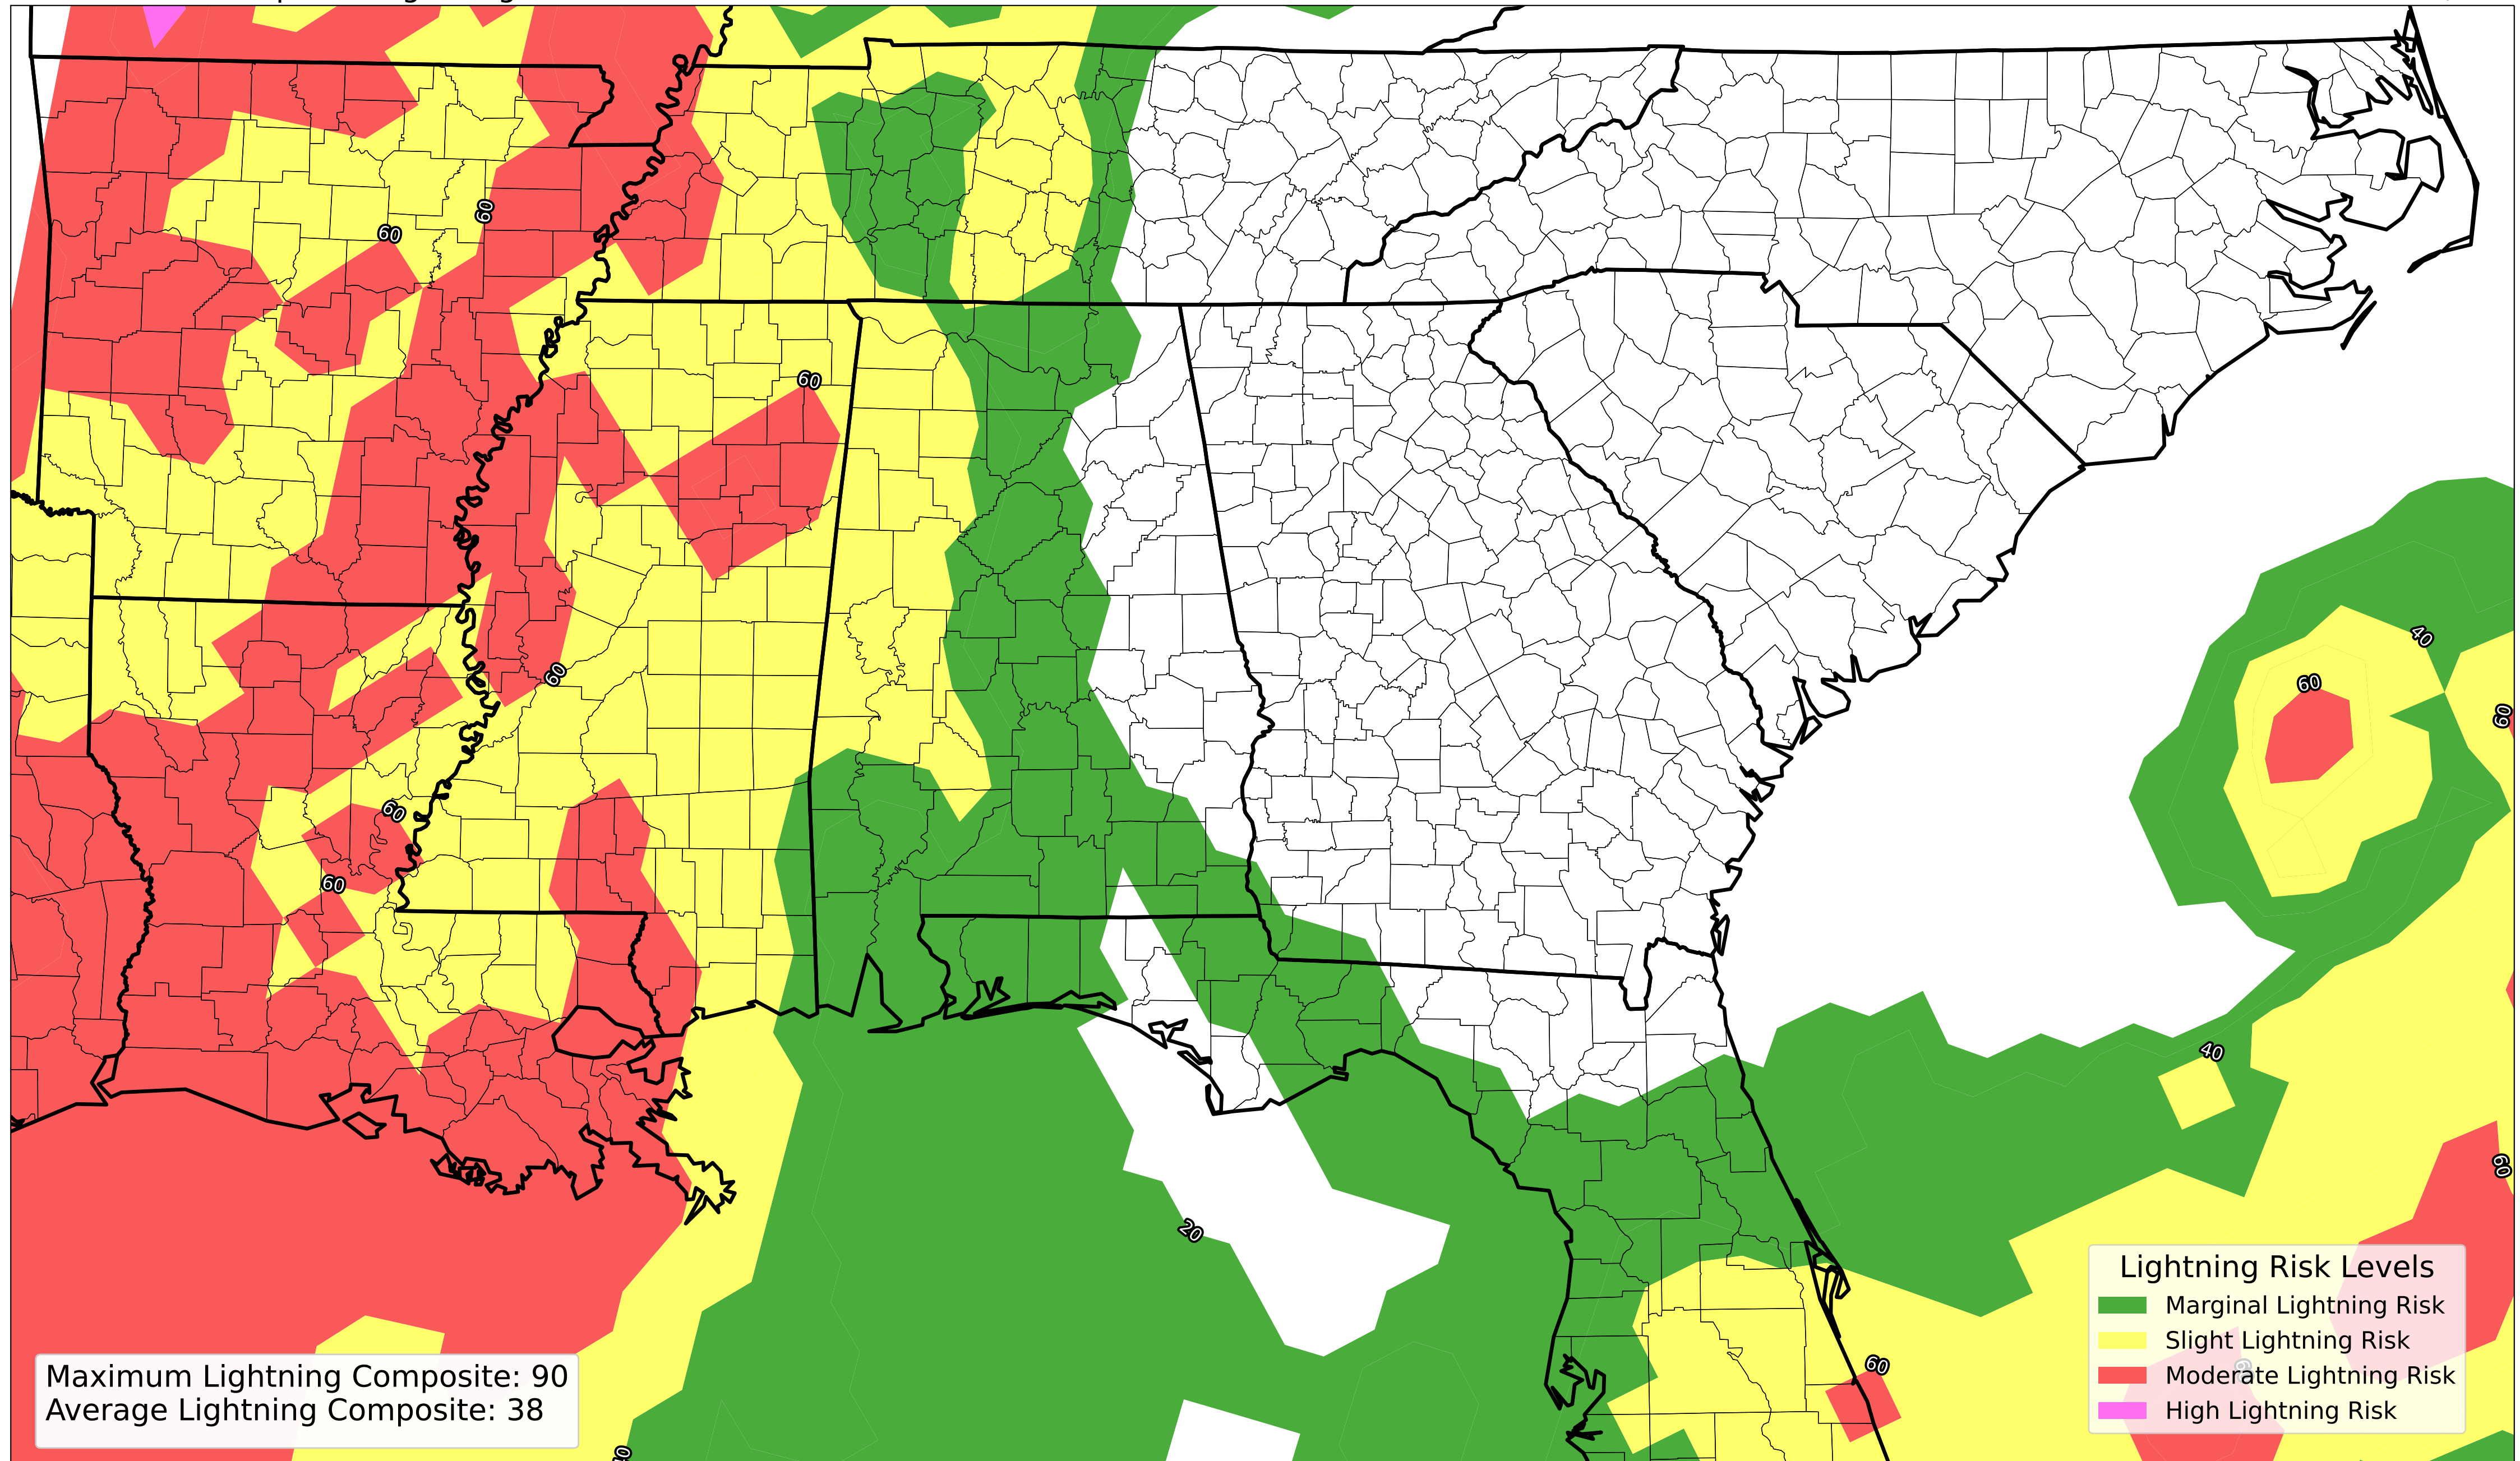 60
60
60
40
60
60
60
60
60
40
60
20
60
Maximum Lightning Composite: 90
Average Lightning Composite: 38
Lightning Risk Levels
Marginal Lightning Risk
Slight Lightning Risk
Moderate Lightning Risk
High Lightning Risk